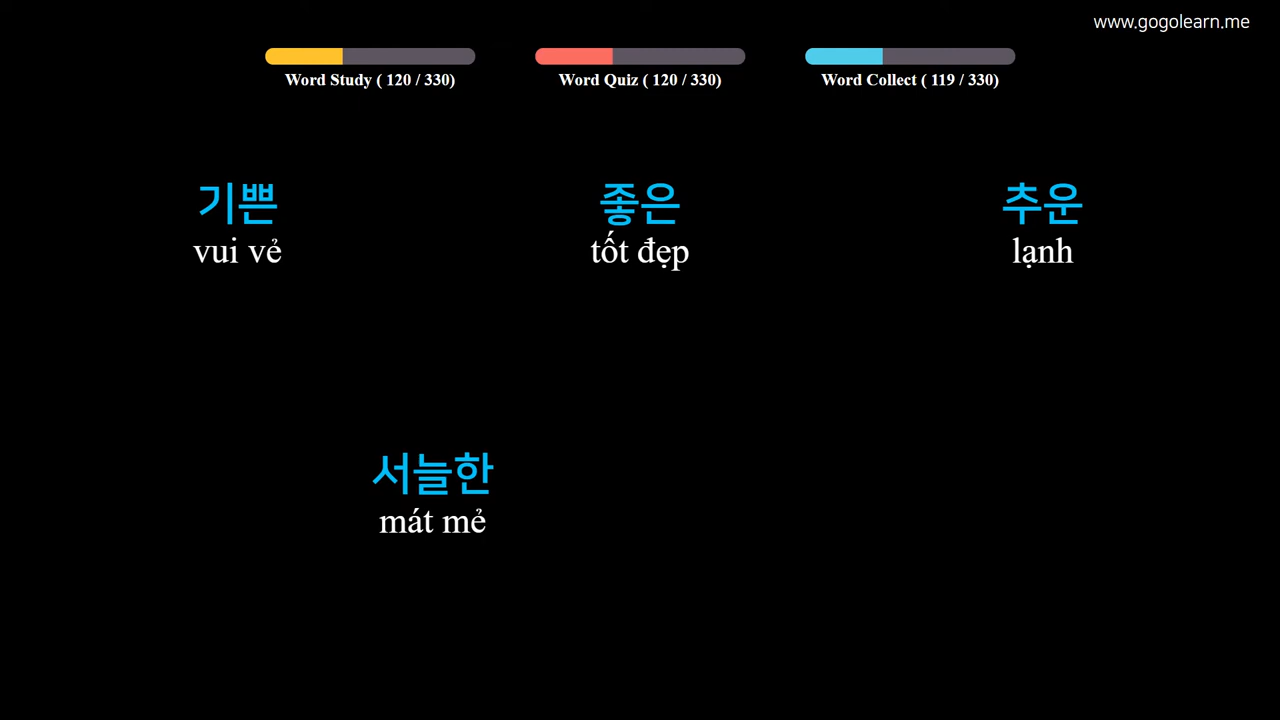 www.gogolearn.me
Word Study ( 120 / 330)
Word Quiz ( 120 / 330)
Word Collect ( 119 / 330)
기쁜
vui vẻ
좋은
tốt đẹp
추운
lạnh
서늘한
mát mẻ